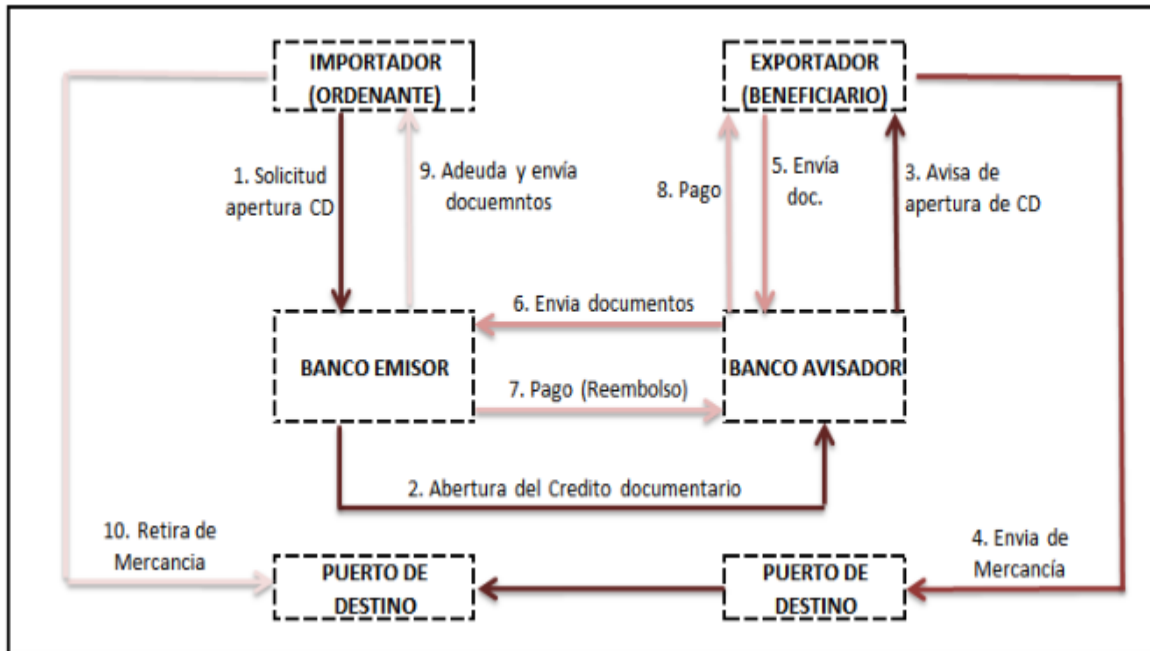 IMPORTADOR
(ORDENANTE)
EXPORTADOR
(BENEFICIARIO)
1. Solicitud
apertura CD
9. Adeuda y envía
docuemntos
8. Pago
5. Envía
doc.
3. Avisa de
apertura de CD
6. Envia documentos
BANCO EMISOR
BANCO AVISADOR
7. Pago (Reembolso)
2. Abertura del Credito documentario
10. Retira de
Mercancia
4. Envia de
Mercancía
PUERTO DE
DESTINO
PUERTO DE
DESTINO